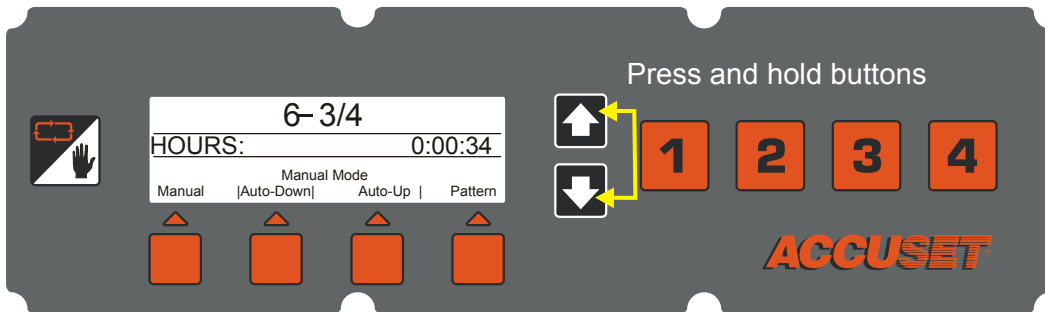 Press and hold buttons
6-3/4
HOURS: 0:00:34
Manual Mode
Manual |Auto-Down| Auto-Up | Pattern
1 2 3 4
ACCUSET